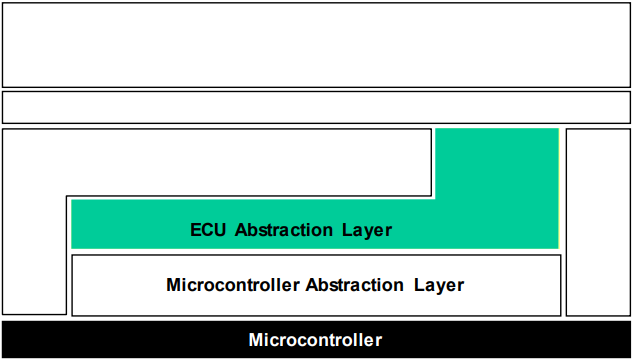 ECU Abstraction Layer
Microcontroller Abstraction Layer
Microcontroller